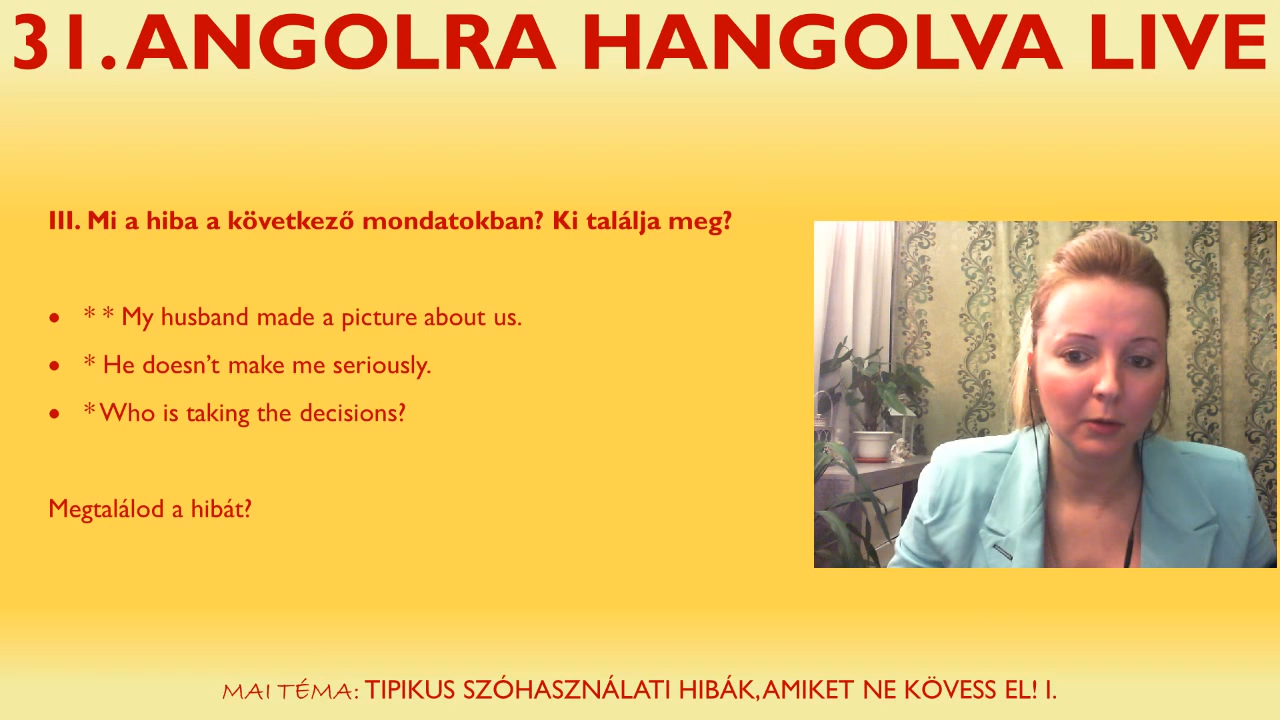 31. ANGOLRA HANGOLVA LIVE
III. Mi a hiba a következő mondatokban? Ki találja meg?
• * * My husband made a picture about us.
• * He doesn’t make me seriously.
• * Who is taking the decisions?
Megtalálod a hibát?
MAI TÉMA: TIPIKUS SZÓHASZNÁLATI HIBÁK, AMIKET NE KÖVESS EL! I.